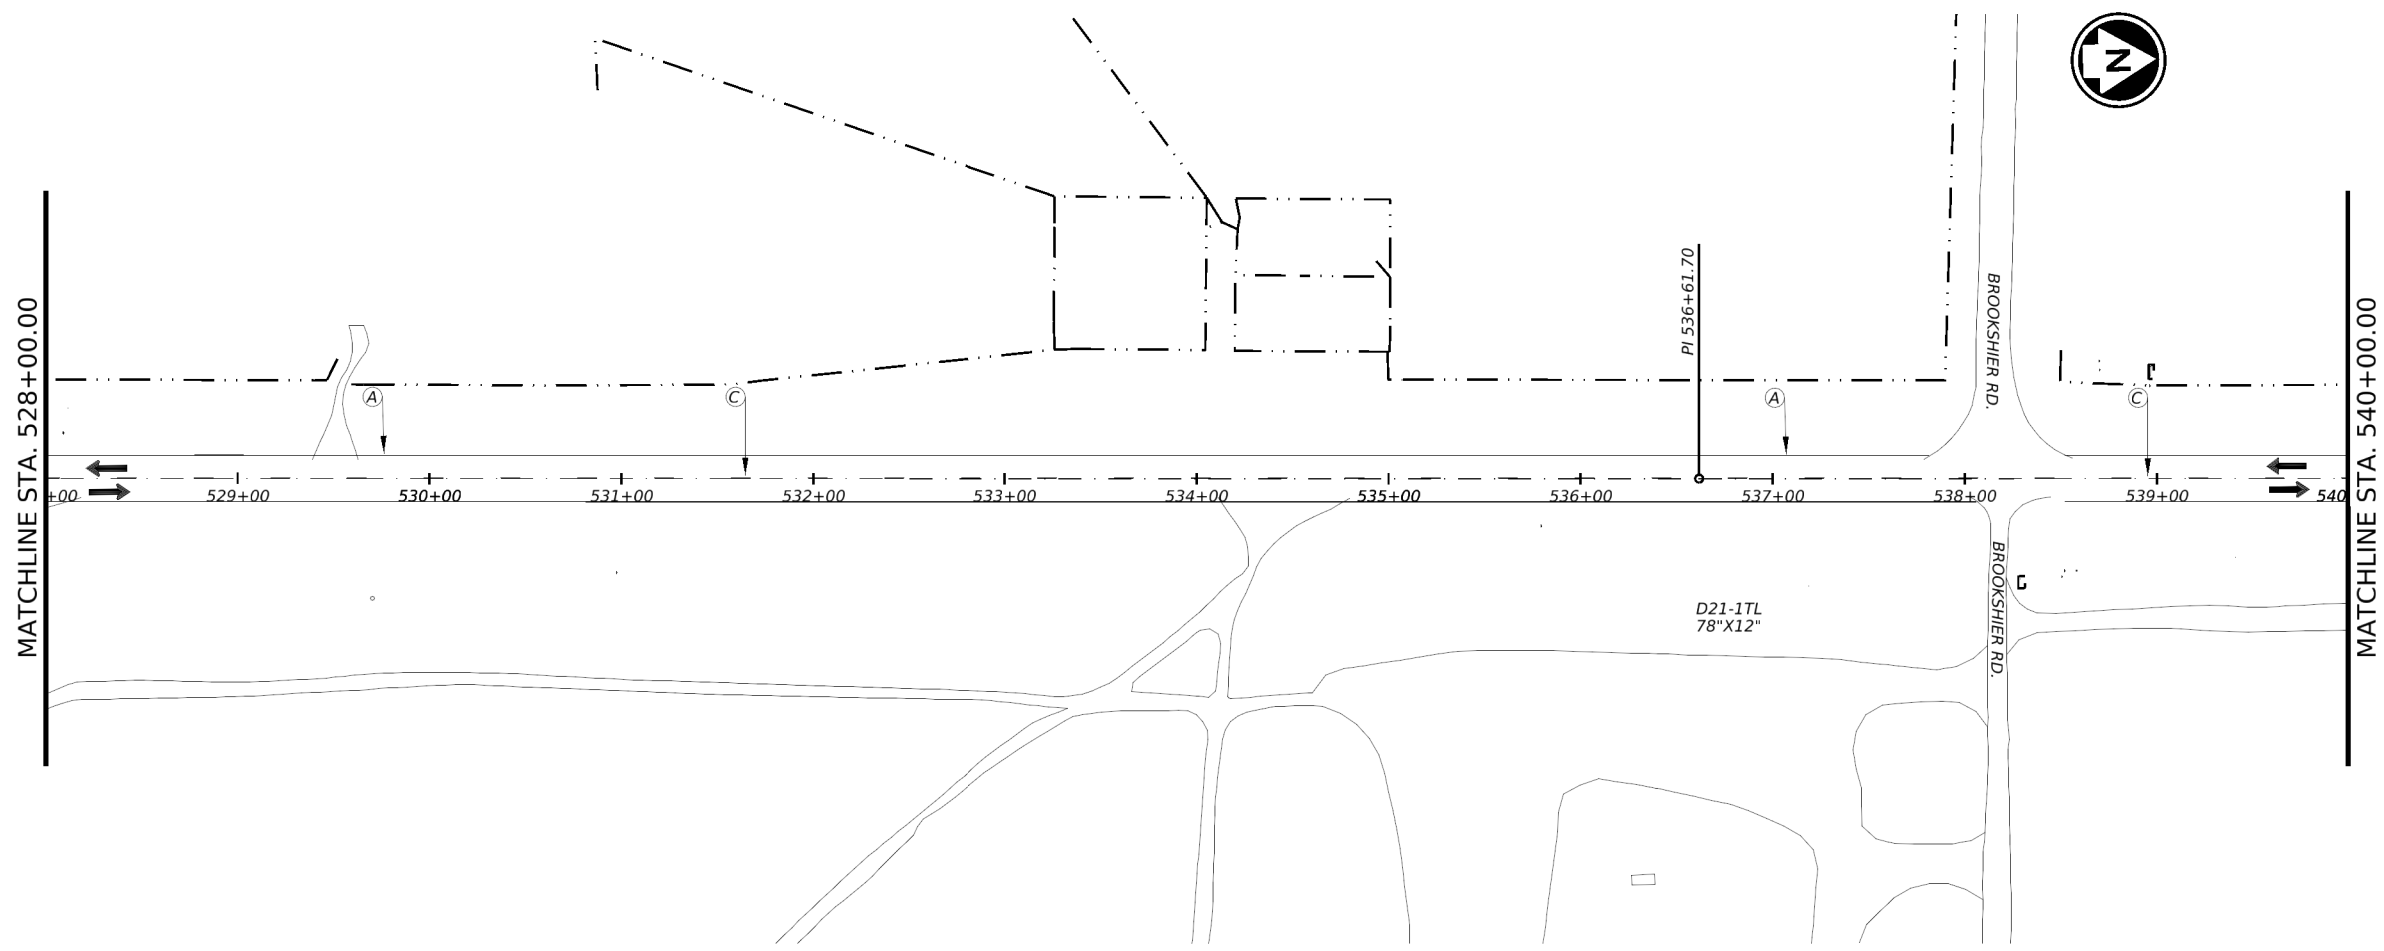 N
MATCHLINE STA. 528+00.00
MATCHLINE STA. 540+00.00
PI 536+61.70
BROOKSHIER RD.
A
C
A
C
+00
529+00
530+00
531+00
532+00
533+00
534+00
535+00
536+00
537+00
538+00
539+00
540
BROOKSHIER RD.
D21-1TL
78"X12"